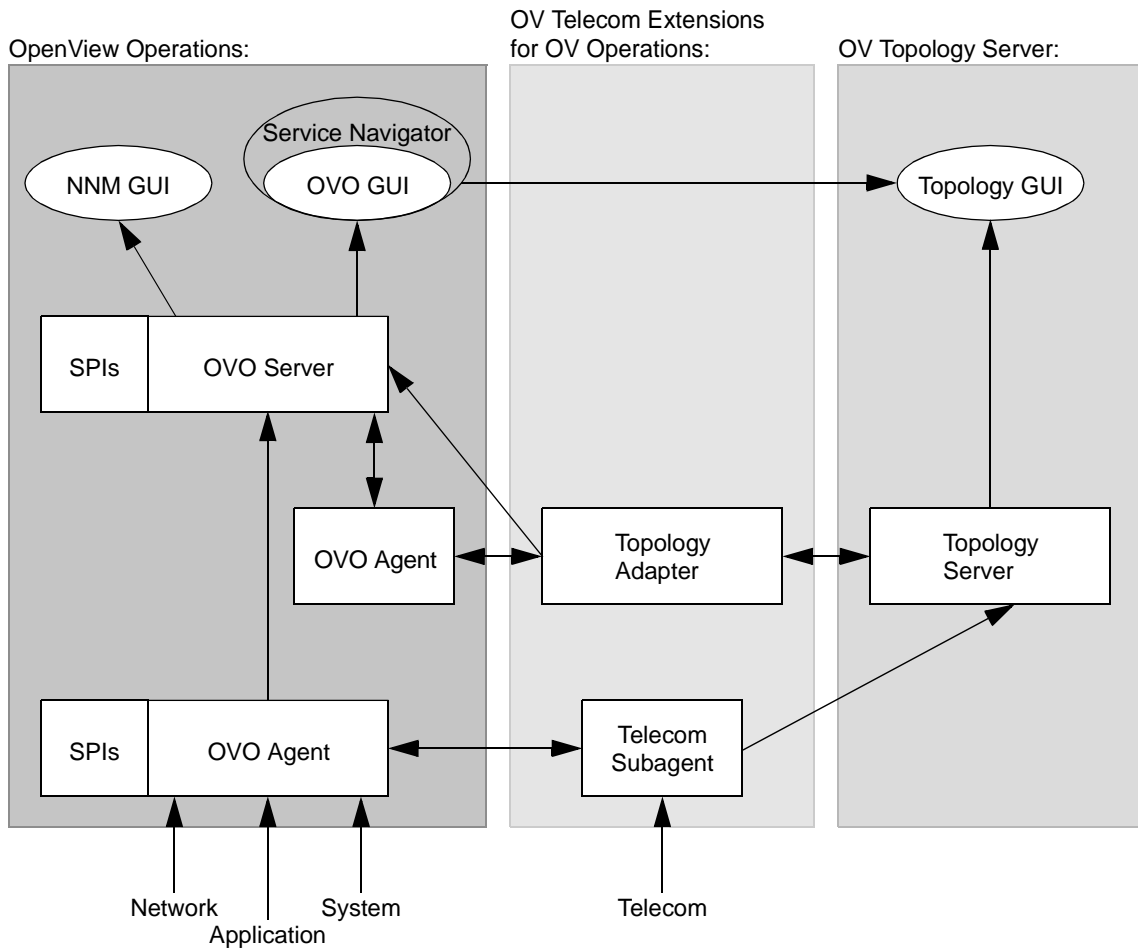 OV Telecom Extensions
for OV Operations:
OpenView Operations:
OV Topology Server:
Service Navigator
NNM GUI
OVO GUI
Topology GUI
SPIs
OVO Server
OVO Agent
Topology
Adapter
Topology
Server
SPIs
OVO Agent
Telecom
Subagent
Network
System
Telecom
Application